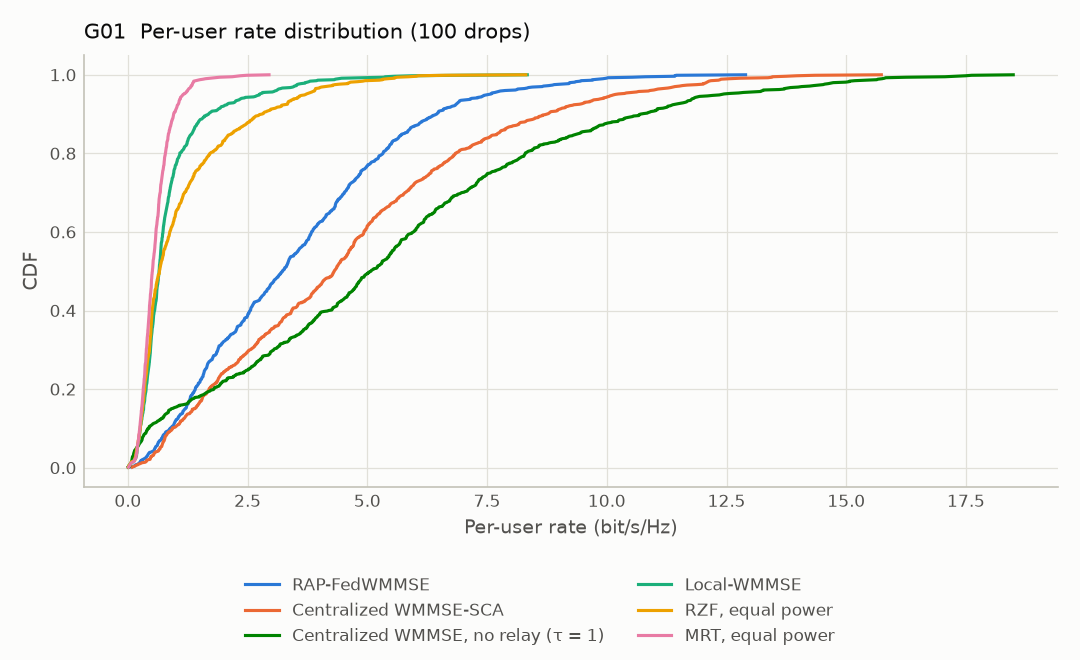 G01 Per-user rate distribution (100 drops)
1.0
0.8
0.6
0.4
0.2
0.0
CDF
0.0 2.5 5.0 7.5 10.0 12.5 15.0 17.5
Per-user rate (bit/s/Hz)
RAP-FedWMMSE
Centralized WMMSE-SCA
Centralized WMMSE, no relay (τ = 1)
Local-WMMSE
RZF, equal power
MRT, equal power